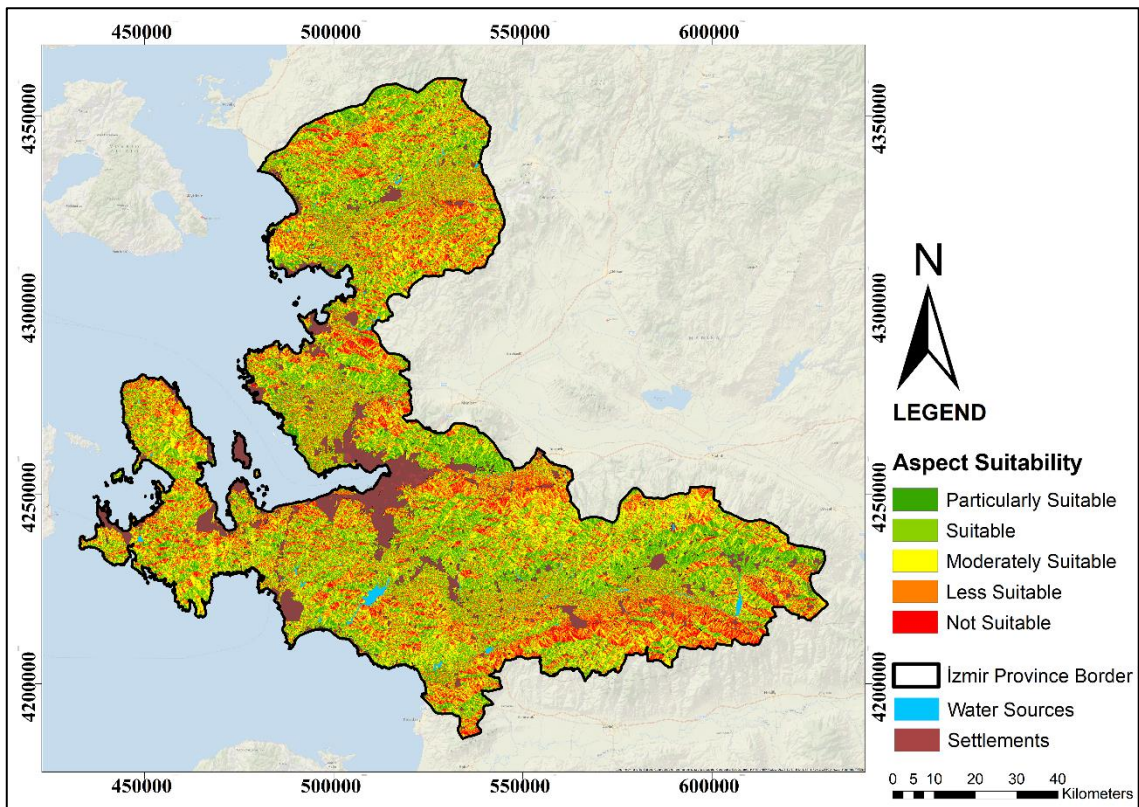 450000 500000 550000 600000
4350000 4350000
4300000 4300000
4250000 4250000
4200000 4200000
450000 500000 550000 600000
N
LEGEND
Aspect Suitability
Particularly Suitable
Suitable
Moderately Suitable
Less Suitable
Not Suitable
İzmir Province Border
Water Sources
Settlements
0 5 10 20 30 40
Kilometers